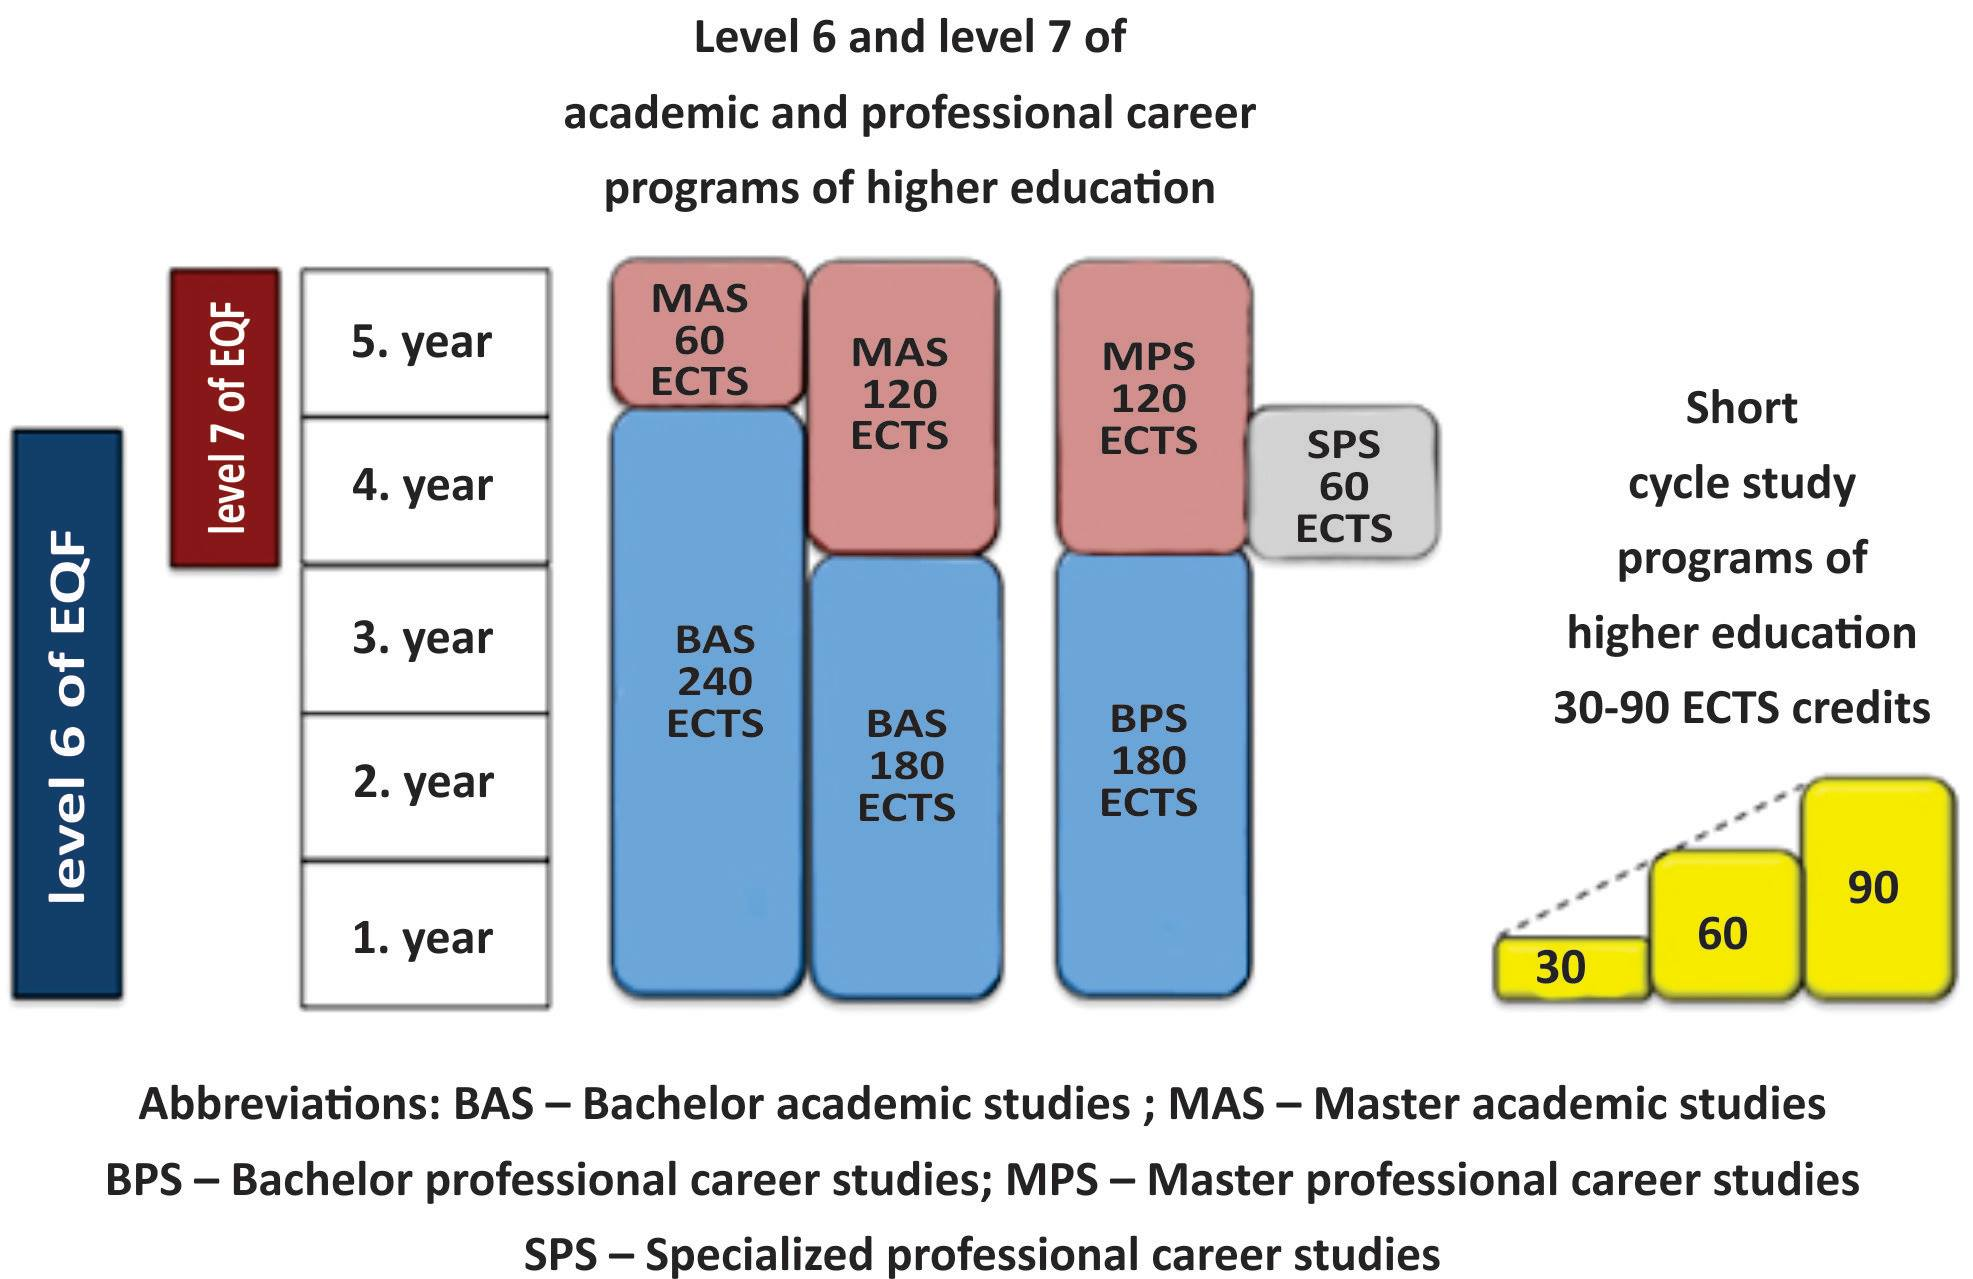 Level 6 and level 7 of
academic and professional career
programs of higher education
level 6 of EQF
level 7 of EQF
5. year
4. year
3. year
2. year
1. year
MAS
60
ECTS
BAS
240
ECTS
MAS
120
ECTS
BAS
180
ECTS
MPS
120
ECTS
BPS
180
ECTS
SPS
60
ECTS
Short
cycle study
programs of
higher education
30-90 ECTS credits
30
60
90
Abbreviations: BAS – Bachelor academic studies ; MAS – Master academic studies
BPS – Bachelor professional career studies; MPS – Master professional career studies
SPS – Specialized professional career studies